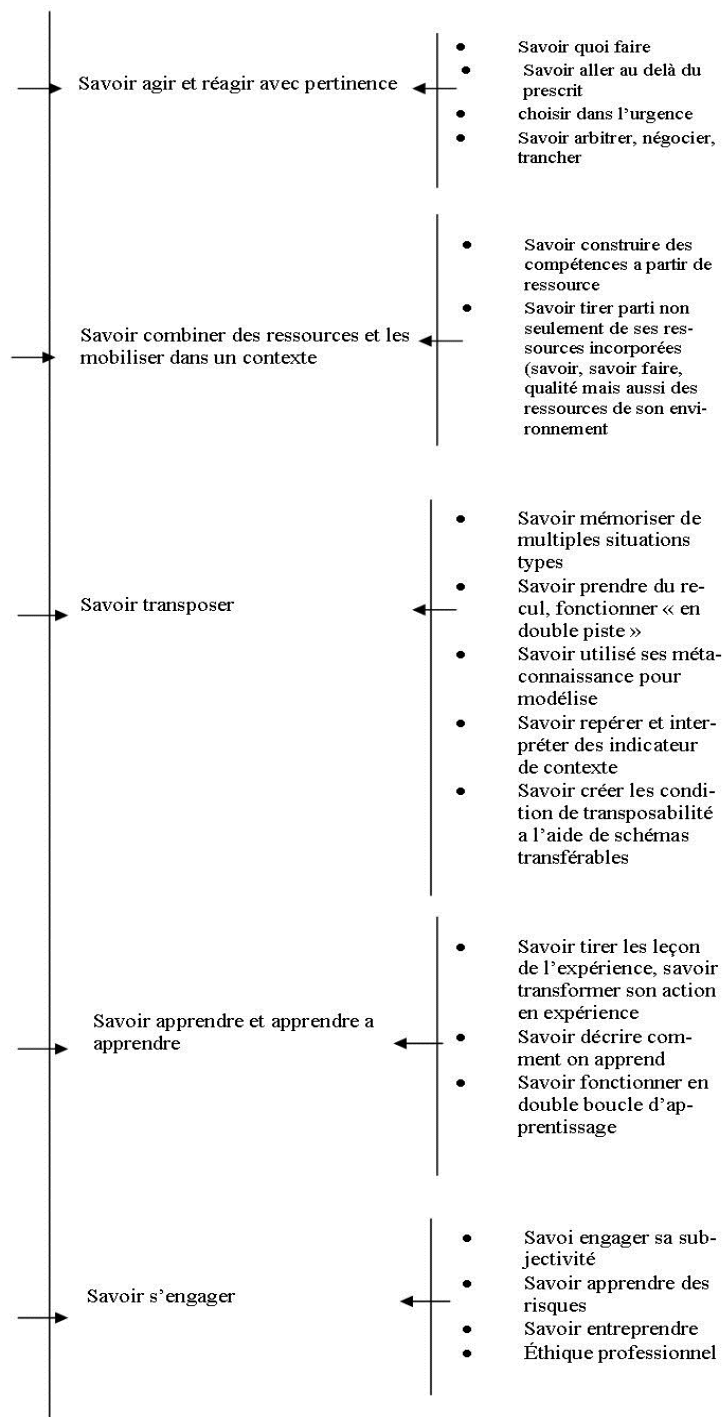 Savoir agir et réagir avec pertinence
• Savoir quoi faire
• Savoir aller au delà du
prescrit
• choisir dans l’urgence
• Savoir arbitrer, négocier,
trancher
Savoir combiner des ressources et les
mobiliser dans un contexte
• Savoir construire des
compétences a partir de
ressource
• Savoir tirer parti non
seulement de ses res-
sources incorporées
(savoir, savoir faire,
qualité mais aussi des
ressources de son envi-
ronnement
Savoir transposer
• Savoir mémoriser de
multiples situations
types
• Savoir prendre du re-
cul, fonctionner « en
double piste »
• Savoir utilisé ses méta-
connaissance pour
modélise
• Savoir repérer et inter-
préter des indicateur
de contexte
• Savoir créer les condi-
tion de transposabilité
a l’aide de schémas
transférables
Savoir apprendre et apprendre a
apprendre
• Savoir tirer les leçon
de l’expérience, savoir
transformer son action
en expérience
• Savoir décrire com-
ment on apprend
• Savoir fonctionner en
double boucle d’ap-
prentissage
Savoir s’engager
• Savoi engager sa sub-
jectivité
• Savoir apprendre des
risques
• Savoir entreprendre
• Éthique professionnel